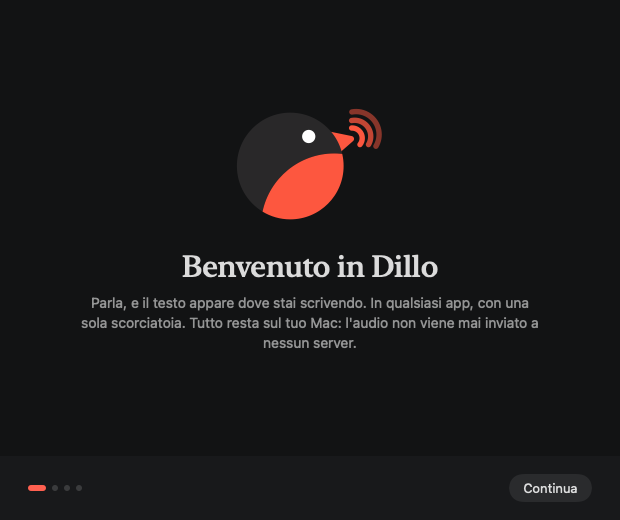 Benvenuto in Dillo
Parla, e il testo appare dove stai scrivendo. In qualsiasi app, con una
sola scorciatoia. Tutto resta sul tuo Mac: l'audio non viene mai inviato a
nessun server.
Continua